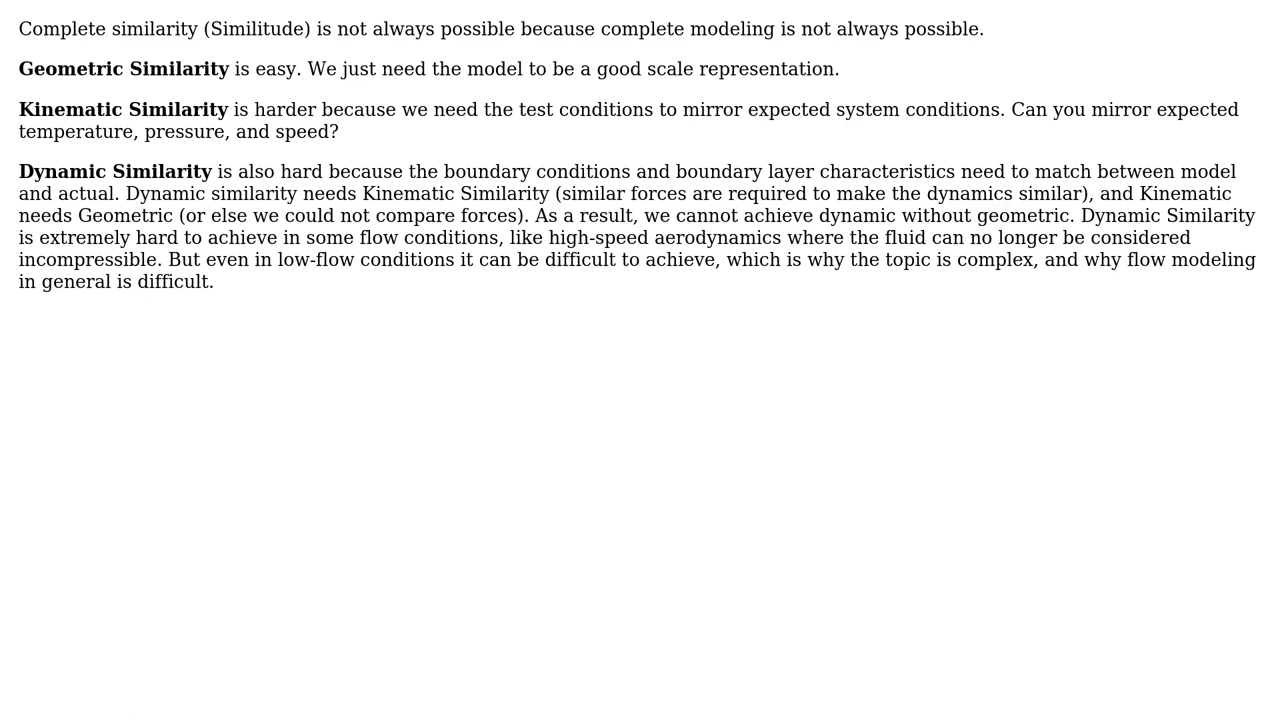 Complete similarity (Similitude) is not always possible because complete modeling is not always possible.
Geometric Similarity is easy. We just need the model to be a good scale representation.
Kinematic Similarity is harder because we need the test conditions to mirror expected system conditions. Can you mirror expected
temperature, pressure, and speed?
Dynamic Similarity is also hard because the boundary conditions and boundary layer characteristics need to match between model
and actual. Dynamic similarity needs Kinematic Similarity (similar forces are required to make the dynamics similar), and Kinematic
needs Geometric (or else we could not compare forces). As a result, we cannot achieve dynamic without geometric. Dynamic Similarity
is extremely hard to achieve in some flow conditions, like high-speed aerodynamics where the fluid can no longer be considered
incompressible. But even in low-flow conditions it can be difficult to achieve, which is why the topic is complex, and why flow modeling
in general is difficult.